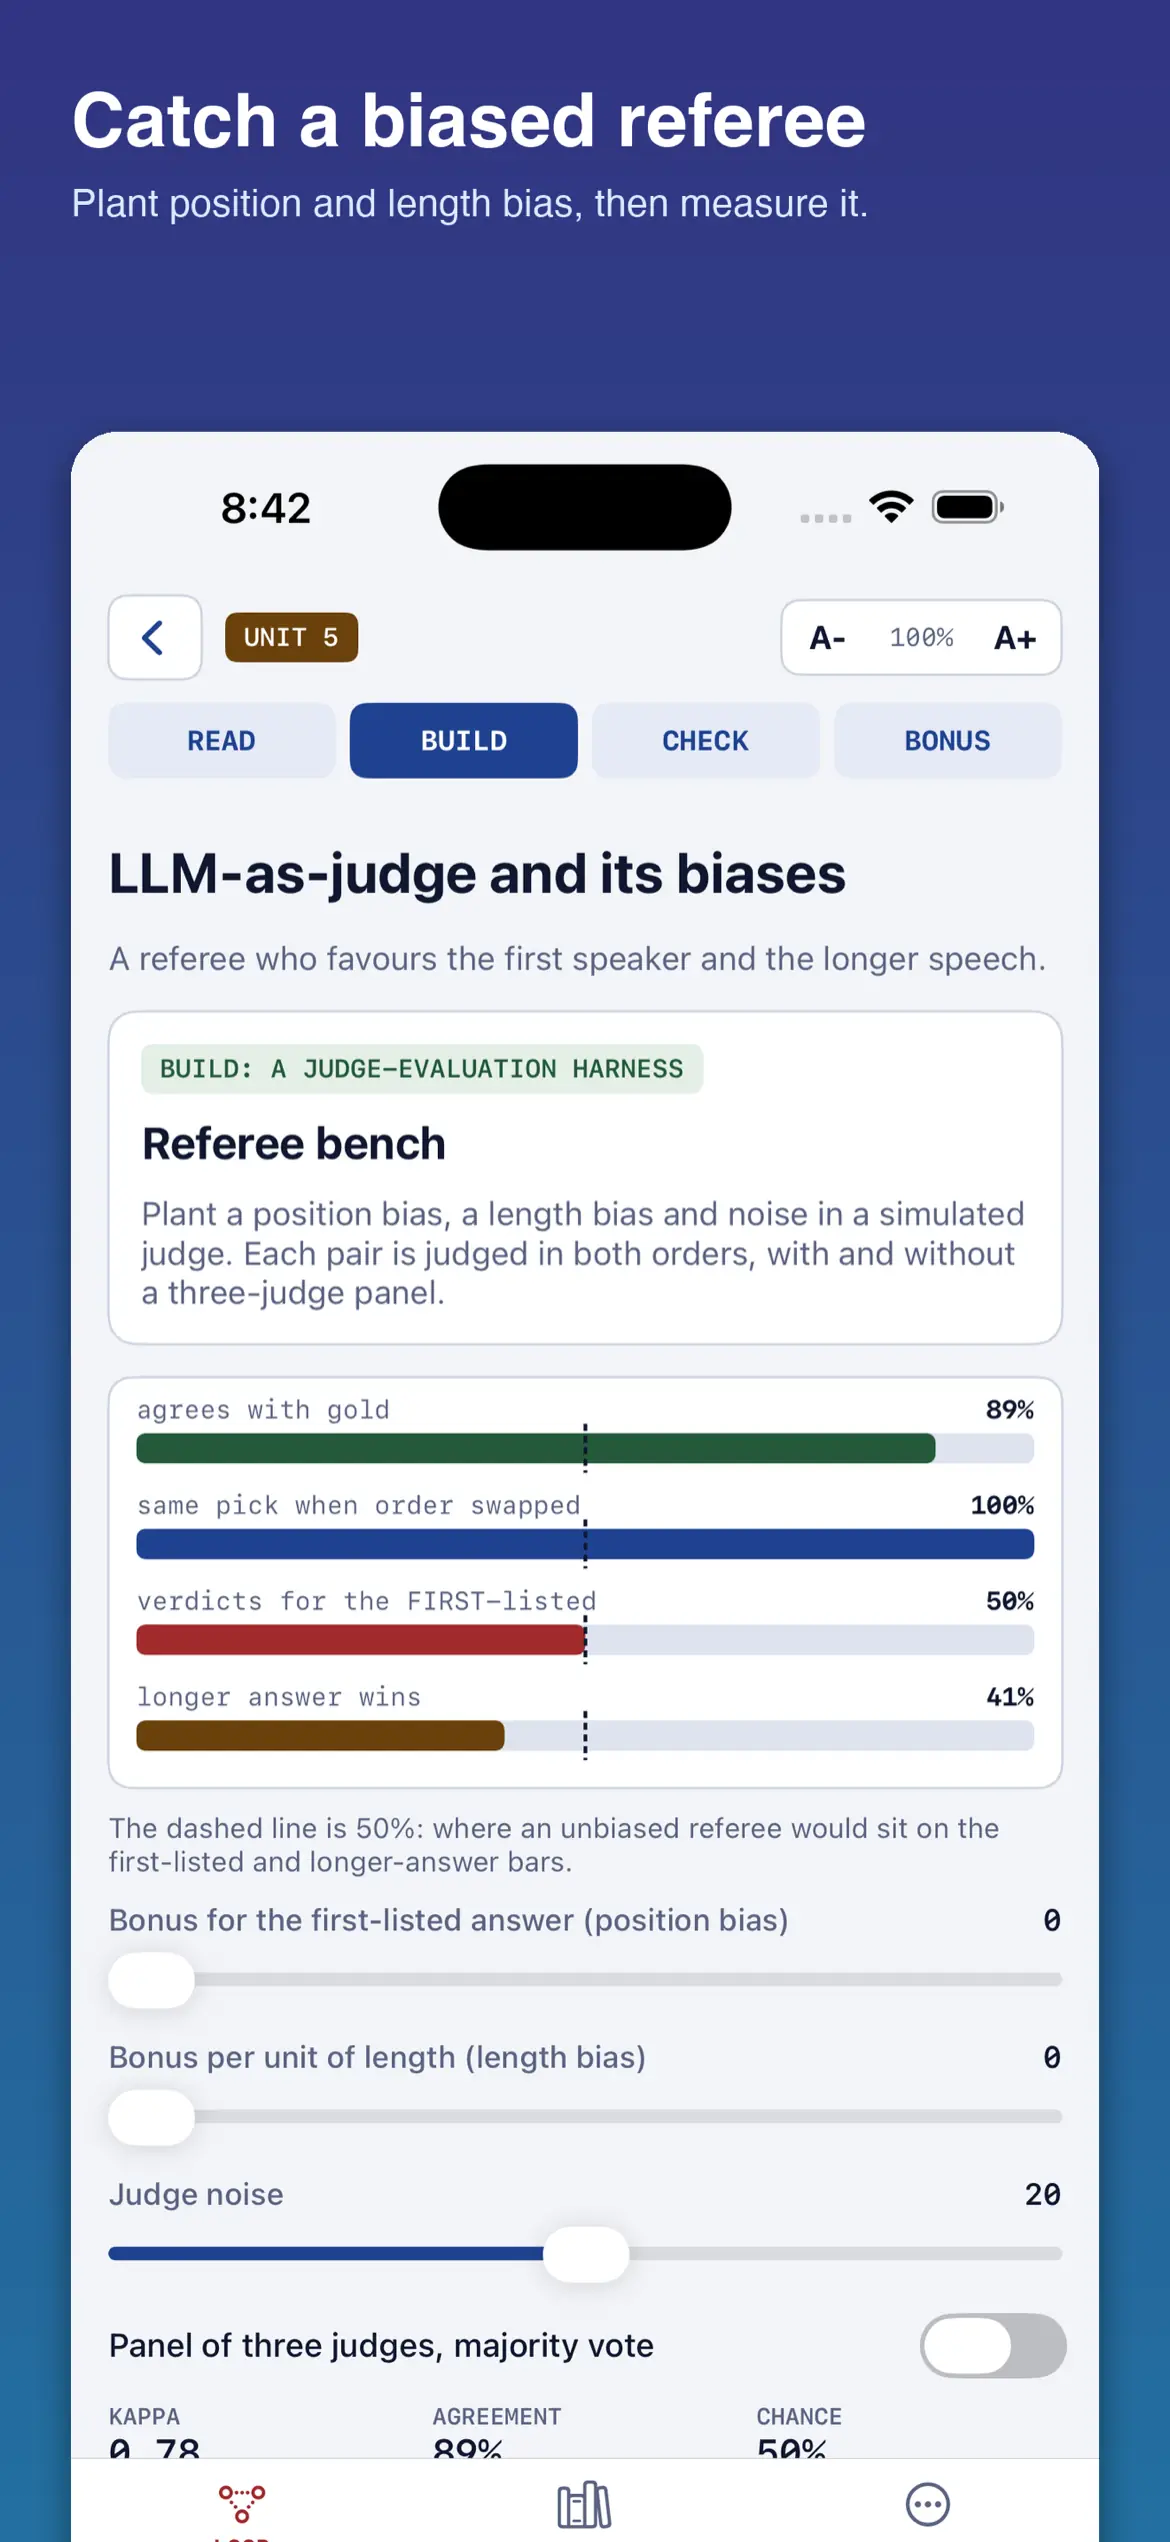 Catch a biased referee
Plant position and length bias, then measure it.
8:42
UNIT 5
A- 100% A+
READ BUILD CHECK BONUS
LLM-as-judge and its biases
A referee who favours the first speaker and the longer speech.
BUILD: A JUDGE-EVALUATION HARNESS
Referee bench
Plant a position bias, a length bias and noise in a simulated
judge. Each pair is judged in both orders, with and without
a three-judge panel.
agrees with gold 89%
same pick when order swapped 100%
verdicts for the FIRST-listed 50%
longer answer wins 41%
The dashed line is 50%: where an unbiased referee would sit on the
first-listed and longer-answer bars.
Bonus for the first-listed answer (position bias) 0
Bonus per unit of length (length bias) 0
Judge noise 20
Panel of three judges, majority vote
KAPPA AGREEMENT CHANCE
0.78 89% 50%